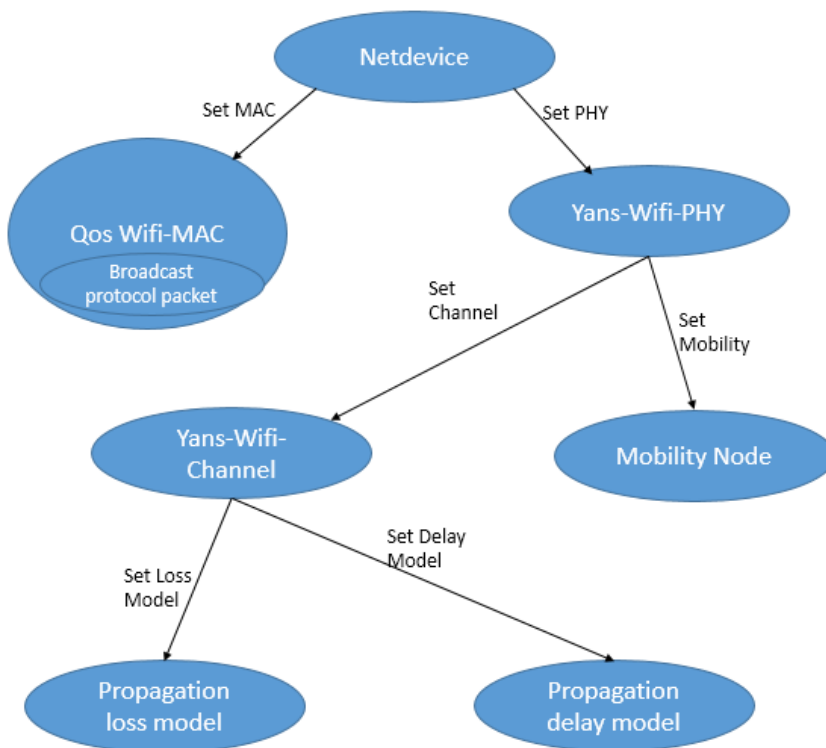 Netdevice
Set MAC
Set PHY
Qos Wifi-MAC
Broadcast
protocol packet
Yans-Wifi-PHY
Set
Channel
Set
Mobility
Yans-Wifi-
Channel
Mobility Node
Set Delay
Model
Set Loss
Model
Propagation
loss model
Propagation
delay model